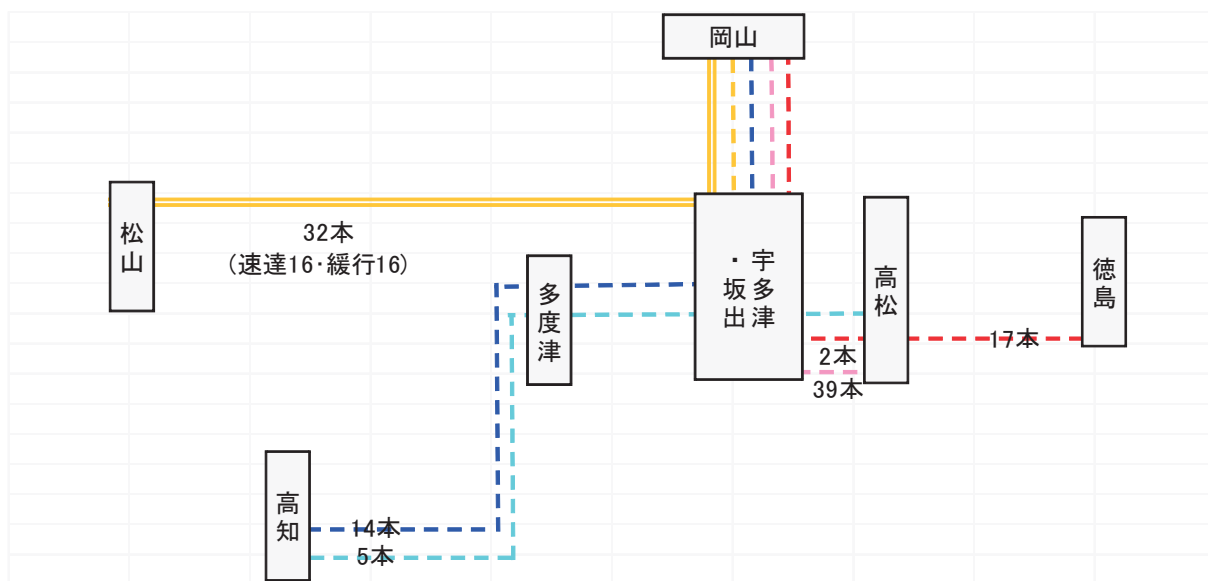 岡山
松山
32本
(速達16･緩行16)
多度津
宇多津
・坂出
高松
徳島
17本
2本
39本
高知
14本
5本